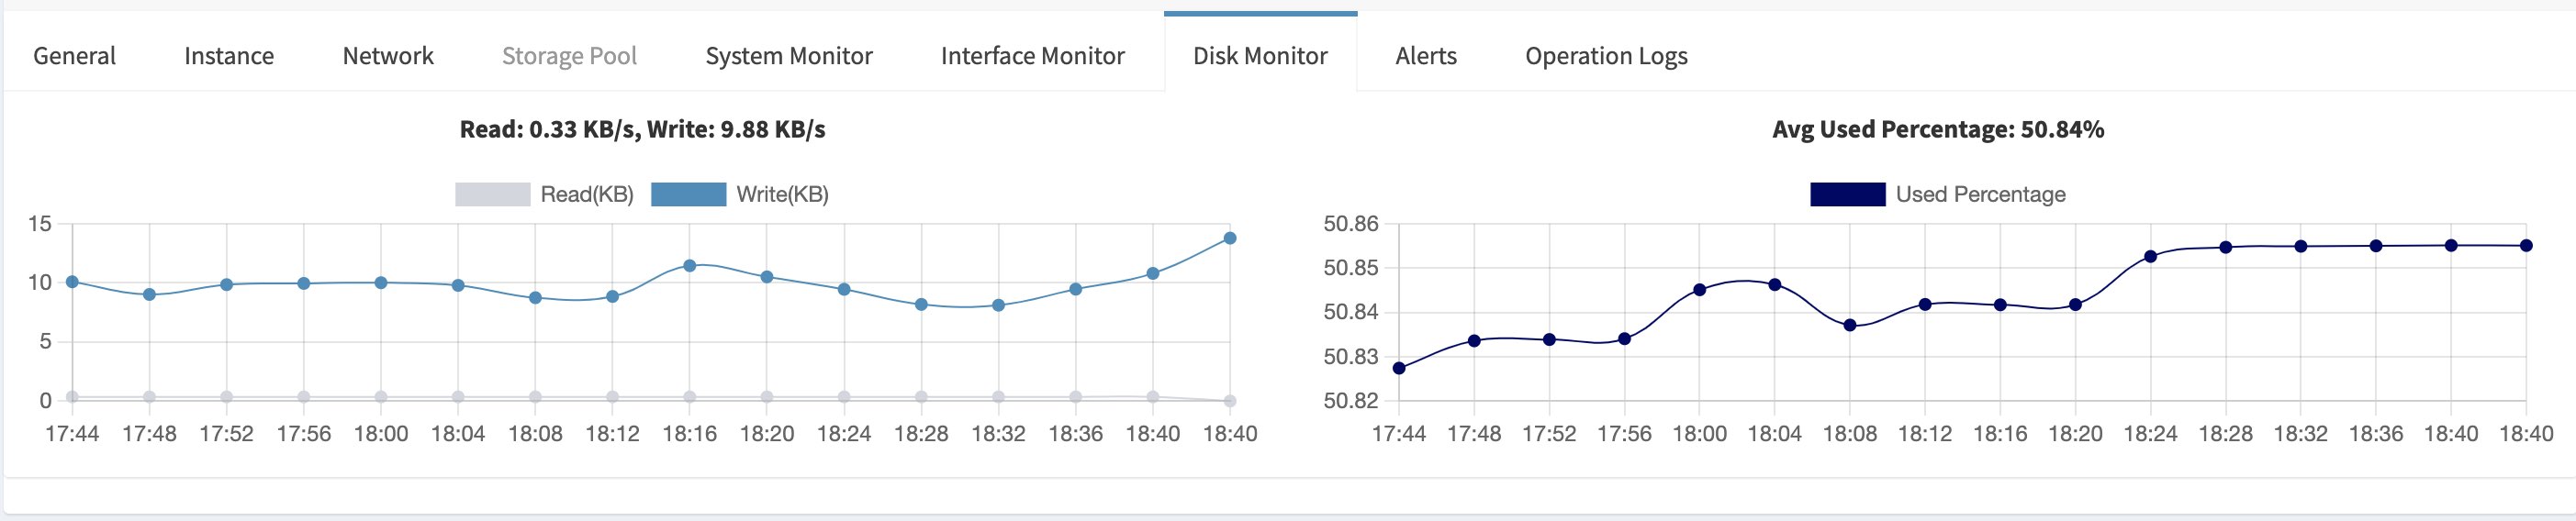 General Instance Network Storage Pool System Monitor Interface Monitor Disk Monitor Alerts Operation Logs
Read: 0.33 KB/s, Write: 9.88 KB/s
Read(KB) Write(KB)
15
10
5
0
17:44 17:48 17:52 17:56 18:00 18:04 18:08 18:12 18:16 18:20 18:24 18:28 18:32 18:36 18:40 18:40
Avg Used Percentage: 50.84%
Used Percentage
50.86
50.85
50.84
50.83
50.82
17:44 17:48 17:52 17:56 18:00 18:04 18:08 18:12 18:16 18:20 18:24 18:28 18:32 18:36 18:40 18:40